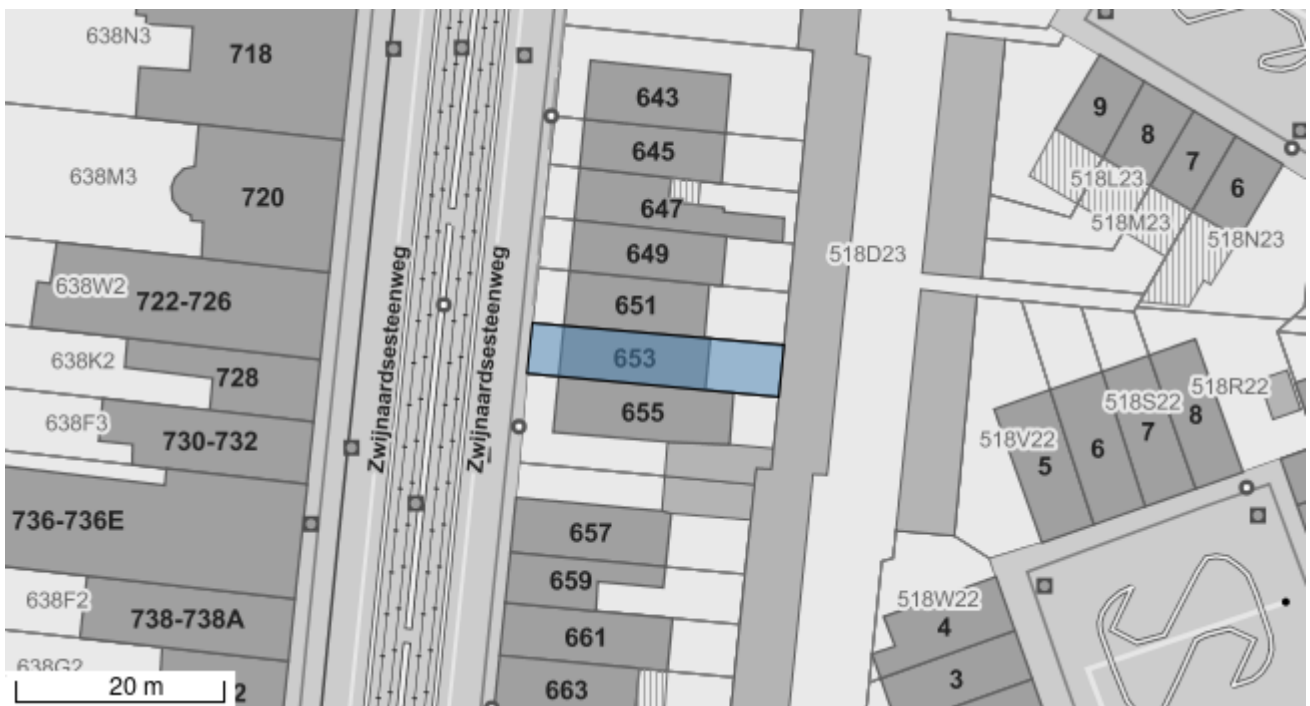 638N3
718
643
9
8
645
7
6
638M3
518L23
720
647
518M23
518N23
649
518D23
638W2
722-726
651
Zwijnaardsesteenweg
Zwijnaardsesteenweg
653
638K2
728
518R22
518S22
655
8
638F3
730-732
518V22
7
6
5
736-736E
657
659
638F2
738-738A
518W22
661
4
638G2
20 m
2
663
3